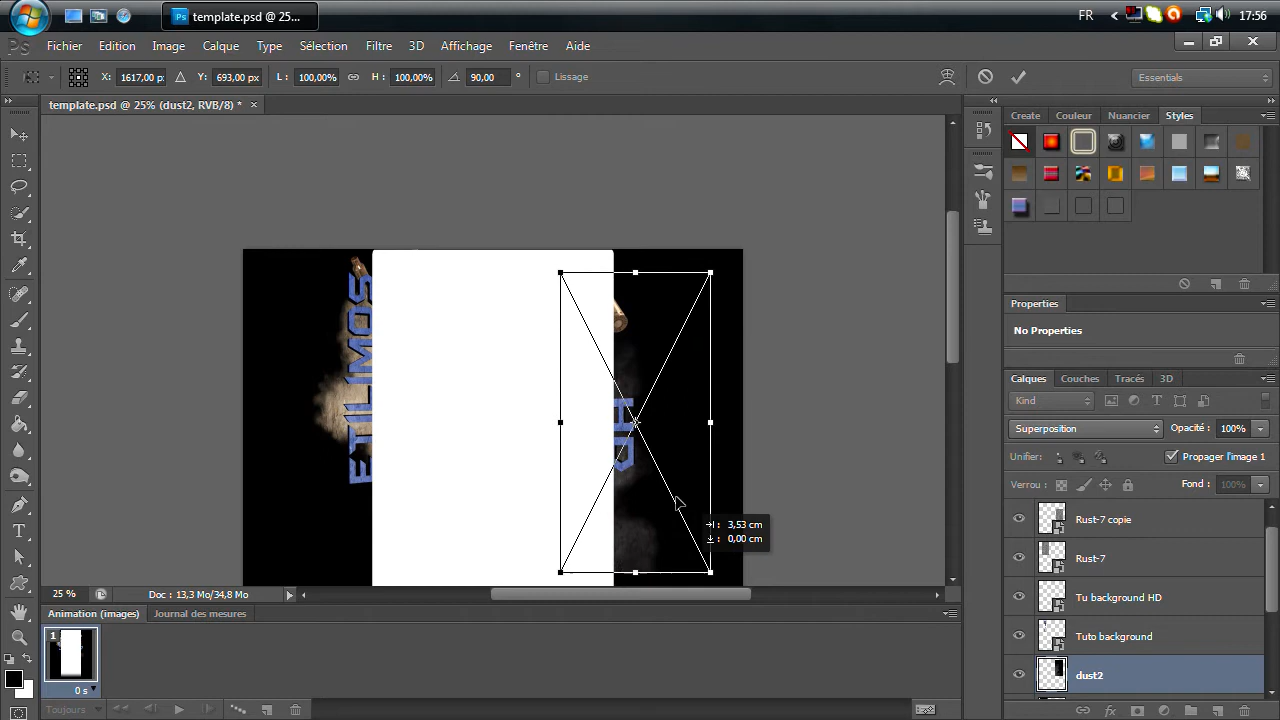 template.psd @ 25%...
FR
17:56
Fichier Edition Image Calque Type Sélection Filtre 3D Affichage Fenêtre Aide
X: 1617,00 px Y: 693,00 px L: 100,00% H: 100,00% 90,00 ° Lissage Essentials
template.psd @ 25% (dust2, RVB/8) * ×
Create Couleur Nuancier Styles
Properties
No Properties
Calques Couches Tracés 3D
Kind
Superposition Opacité: 100%
Unifier: Propager l'image 1
Verrou: Fond: 100%
Rust-7 copie
Rust-7
Tu background HD
Tuto background
dust2
HD
3,53 cm
0,00 cm
25 % Doc : 13,3 Mo/34,8 Mo
Animation (images) Journal des mesures
1
0 s
Toujours